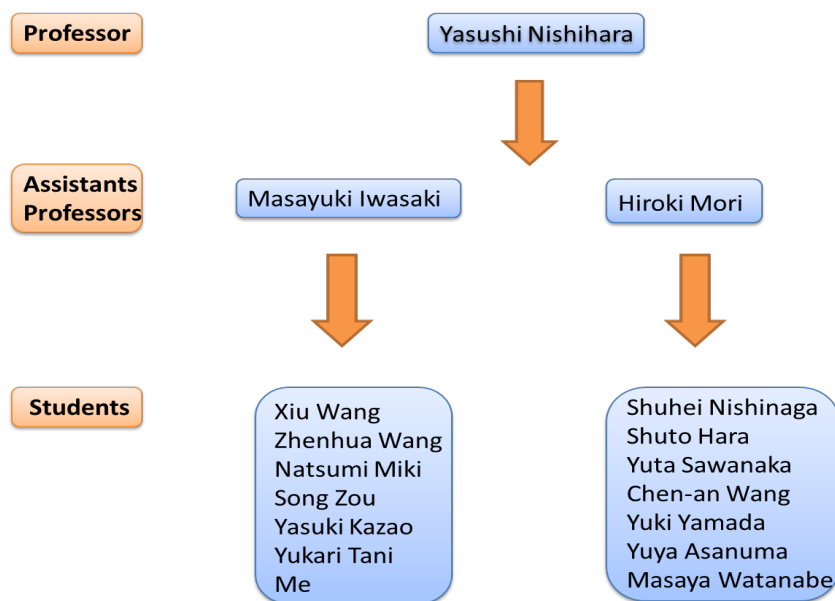 Professor
Yasushi Nishihara
Assistants
Professors
Masayuki Iwasaki
Hiroki Mori
Students
Xiu Wang
Zhenhua Wang
Natsumi Miki
Song Zou
Yasuki Kazao
Yukari Tani
Me
Shuhei Nishinaga
Shuto Hara
Yuta Sawanaka
Chen-an Wang
Yuki Yamada
Yuya Asanuma
Masaya Watanabe